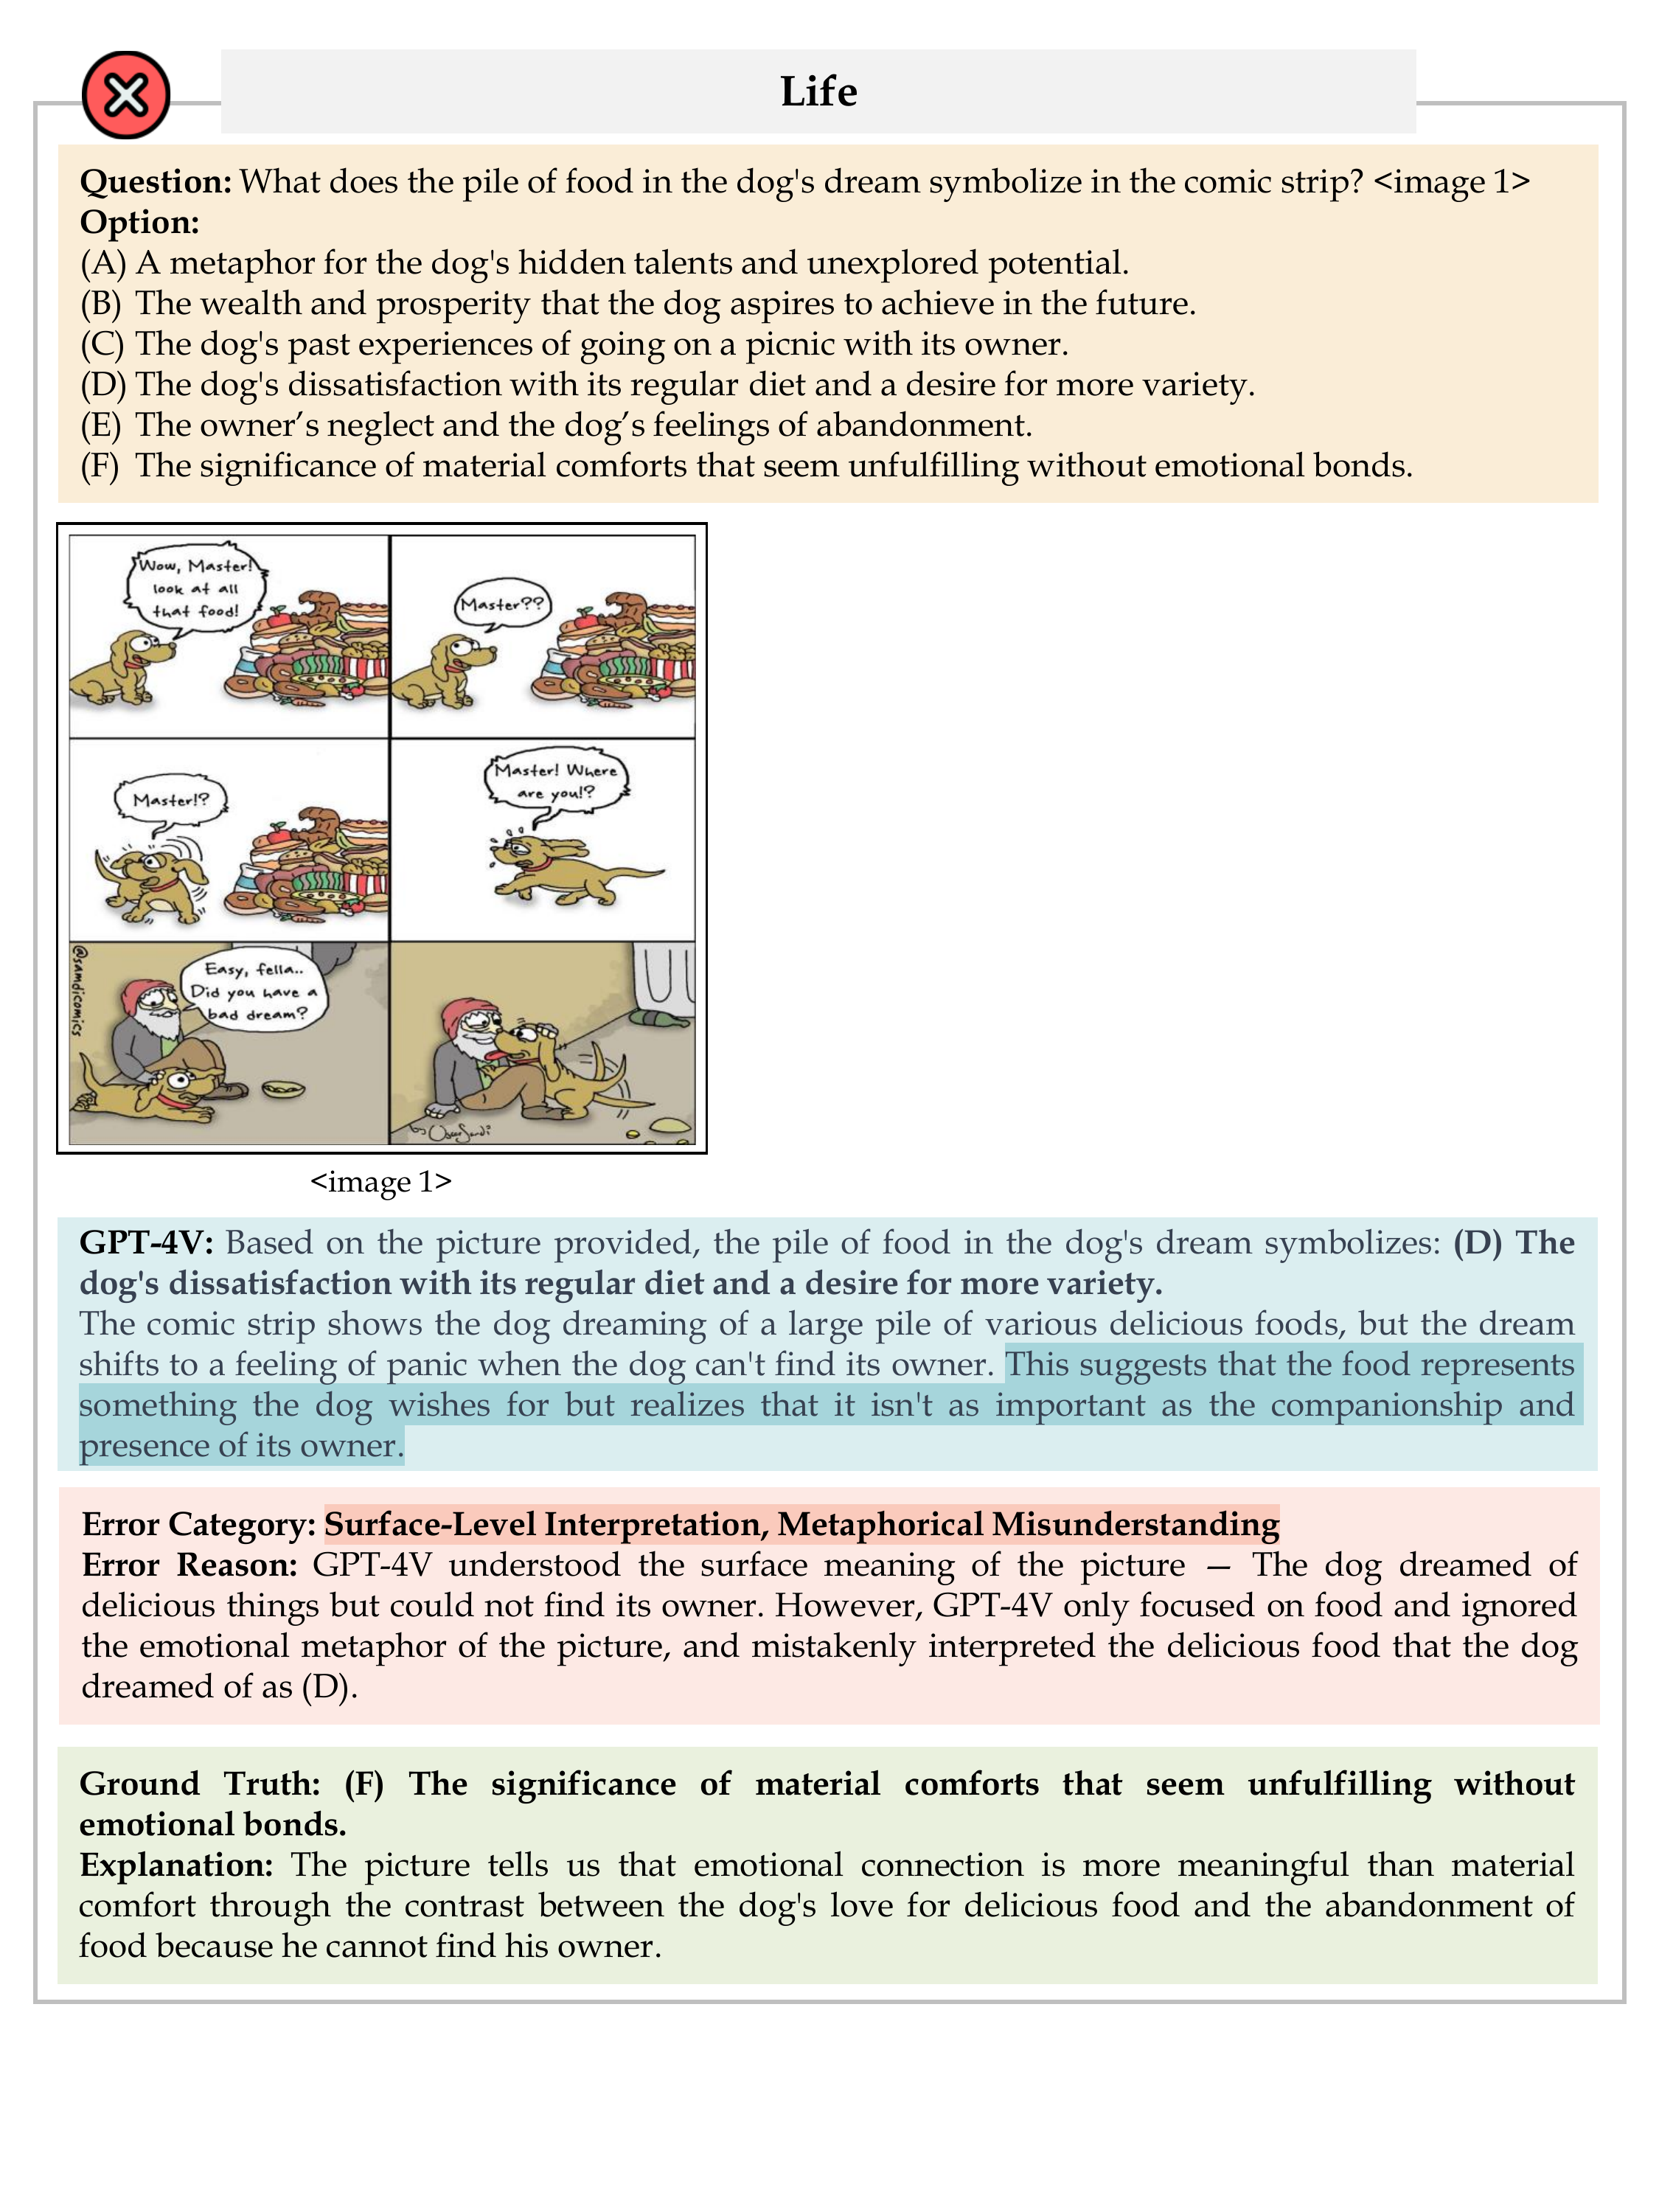 Life
Question: What does the pile of food in the dog's dream symbolize in the comic strip? <image 1>
Option:
(A) A metaphor for the dog's hidden talents and unexplored potential.
(B) The wealth and prosperity that the dog aspires to achieve in the future.
(C) The dog's past experiences of going on a picnic with its owner.
(D) The dog's dissatisfaction with its regular diet and a desire for more variety.
(E) The owner’s neglect and the dog’s feelings of abandonment.
(F) The significance of material comforts that seem unfulfilling without emotional bonds.
Wow, Master!
look at all
that food!
Master??
Master!?
Master! Where
are you!?
@samdicomics
Easy, fella..
Did you have a
bad dream?
<image 1>
GPT-4V: Based on the picture provided, the pile of food in the dog's dream symbolizes: (D) The
dog's dissatisfaction with its regular diet and a desire for more variety.
The comic strip shows the dog dreaming of a large pile of various delicious foods, but the dream
shifts to a feeling of panic when the dog can't find its owner. This suggests that the food represents
something the dog wishes for but realizes that it isn't as important as the companionship and
presence of its owner.
Error Category: Surface-Level Interpretation, Metaphorical Misunderstanding
Error Reason: GPT-4V understood the surface meaning of the picture — The dog dreamed of
delicious things but could not find its owner. However, GPT-4V only focused on food and ignored
the emotional metaphor of the picture, and mistakenly interpreted the delicious food that the dog
dreamed of as (D).
Ground Truth: (F) The significance of material comforts that seem unfulfilling without
emotional bonds.
Explanation: The picture tells us that emotional connection is more meaningful than material
comfort through the contrast between the dog's love for delicious food and the abandonment of
food because he cannot find his owner.